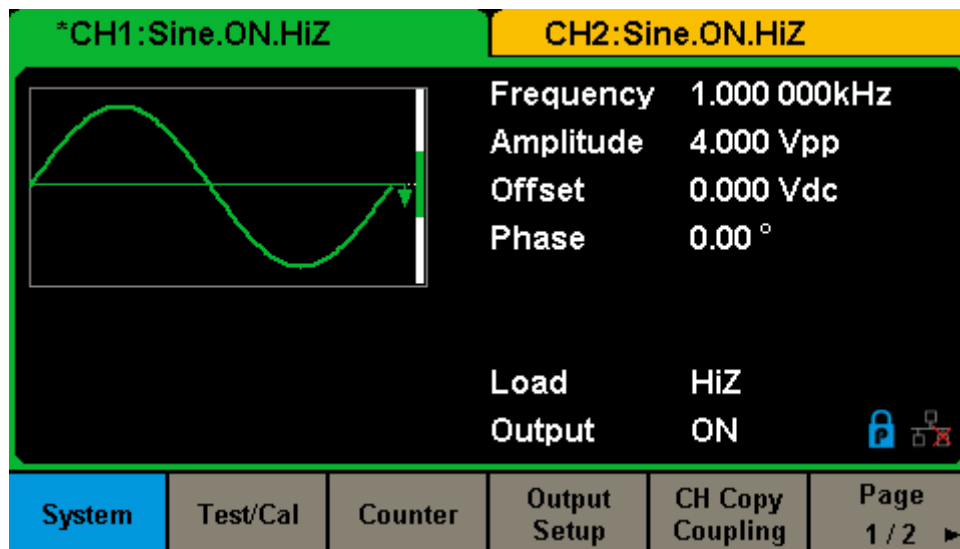 *CH1:Sine.ON.HiZ
CH2:Sine.ON.HiZ
Frequency 1.000 000kHz
Amplitude 4.000 Vpp
Offset 0.000 Vdc
Phase 0.00 °
Load HiZ
Output ON
P
System
Test/Cal
Counter
Output
Setup
CH Copy
Coupling
Page
1 / 2